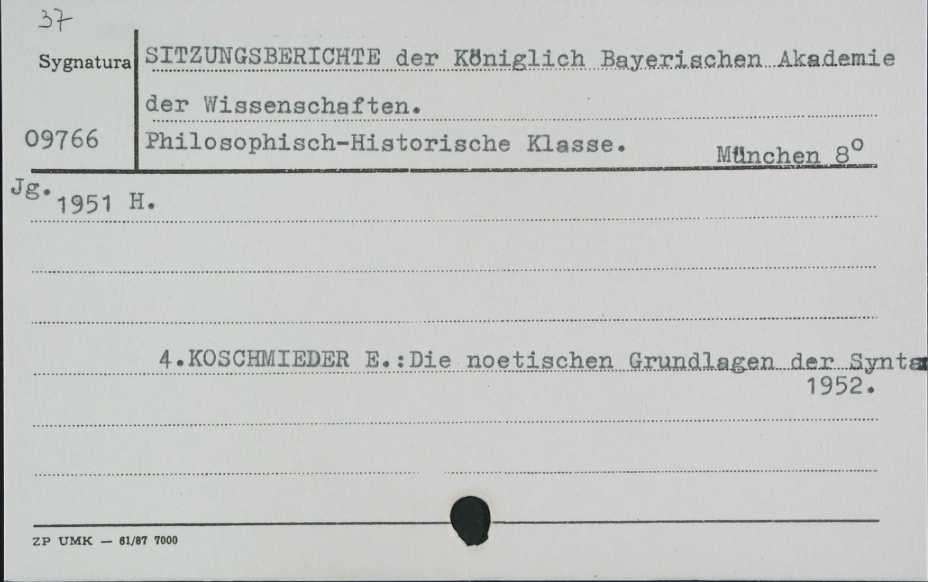 37
Sygnatura
SITZUNGSBERICHTE der Königlich Bayerischen Akademie
der Wissenschaften.
09766
Philosophisch-Historische Klasse.
München 8°
Jg.
1951 H.
4.KOSCHMIEDER E.:Die noetischen Grundlagen der
1952.
ZP UMK — 61/87 7000